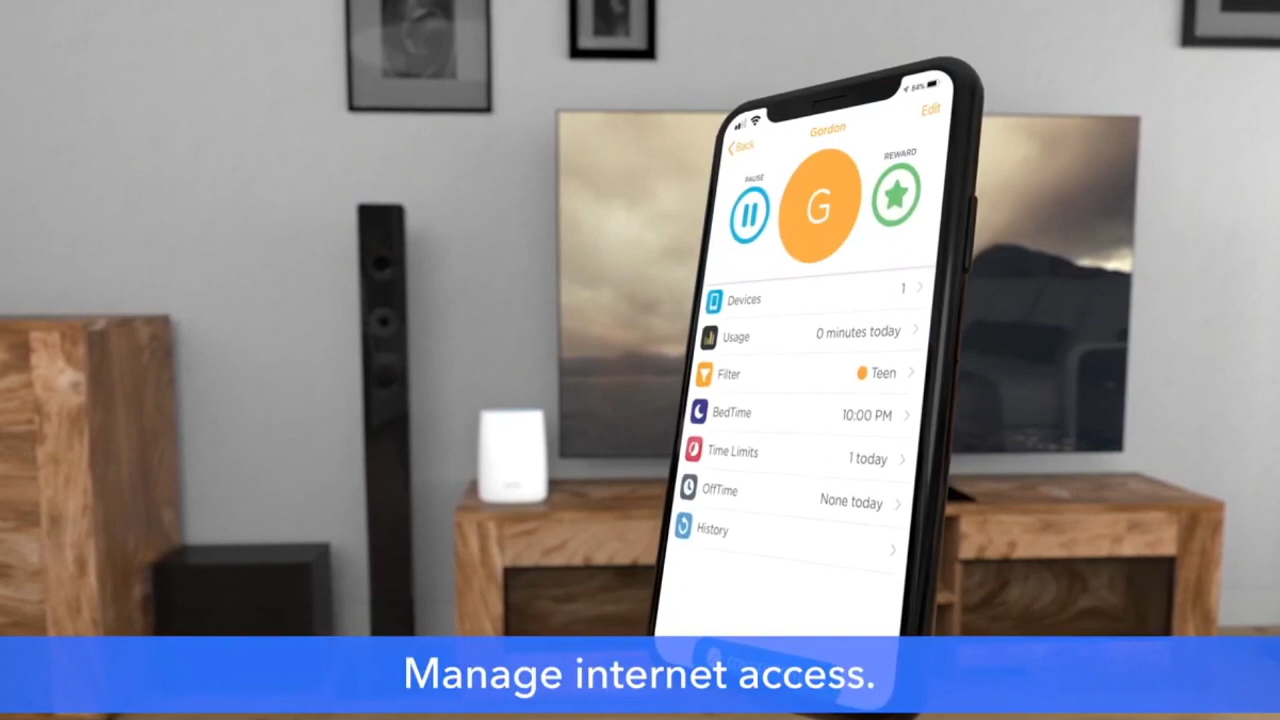 84%
Back
Gordon
Edit
PAUSE
G
REWARD
Devices 1
Usage 0 minutes today
Filter Teen
BedTime 10:00 PM
Time Limits 1 today
OffTime None today
History
Manage internet access.